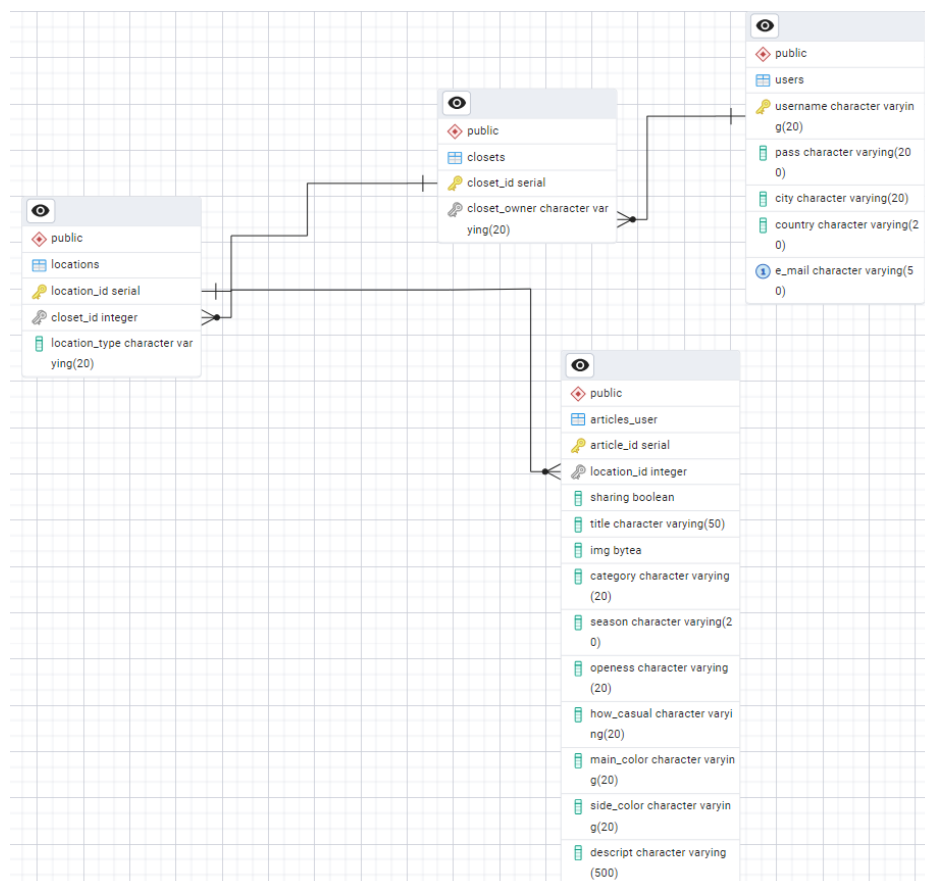 public
users
username character varyin
g(20)
pass character varying(20
0)
city character varying(20)
country character varying(2
0)
e_mail character varying(5
0)
public
closets
closet_id serial
closet_owner character var
ying(20)
public
locations
location_id serial
closet_id integer
location_type character var
ying(20)
public
articles_user
article_id serial
location_id integer
sharing boolean
title character varying(50)
img bytea
category character varying
(20)
season character varying(2
0)
openess character varying
(20)
how_casual character varyi
ng(20)
main_color character varyin
g(20)
side_color character varyin
g(20)
descript character varying
(500)